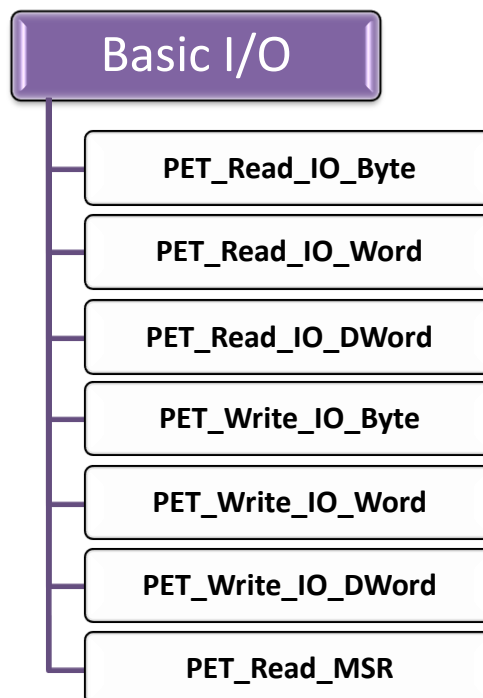 Basic I/O
PET_Read_IO_Byte
PET_Read_IO_Word
PET_Read_IO_DWord
PET_Write_IO_Byte
PET_Write_IO_Word
PET_Write_IO_DWord
PET_Read_MSR